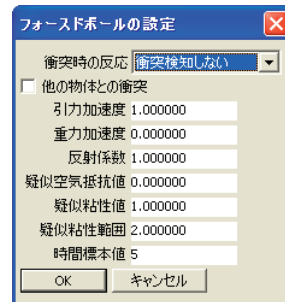 フォースドボールの設定
衝突時の反応 衝突検知しない
他の物体との衝突
引力加速度 1.000000
重力加速度 0.000000
反射係数 1.000000
疑似空気抵抗値 0.000000
疑似粘性値 1.000000
疑似粘性範囲 2.000000
時間標本値 5
OK キャンセル